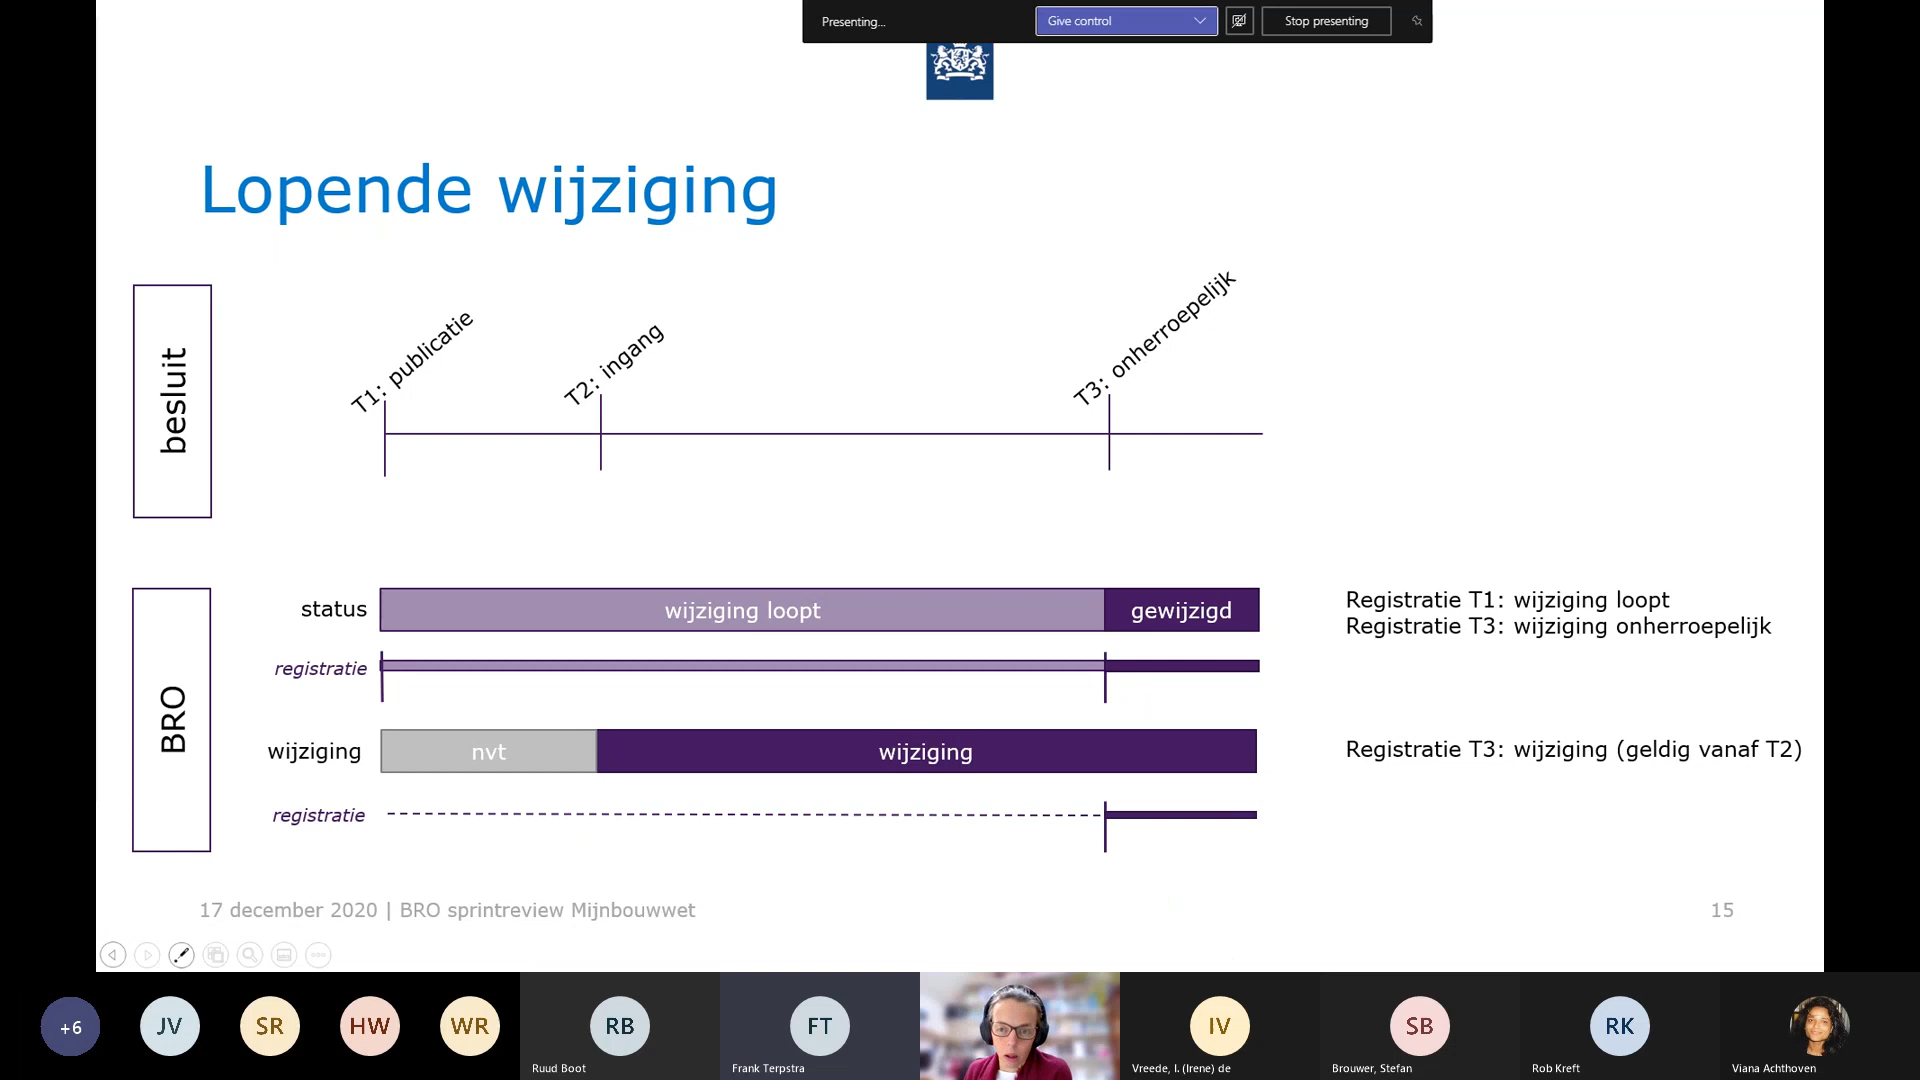 Presenting...
Give control
Stop presenting
Lopende wijziging
besluit
T1: publicatie
T2: ingang
T3: onherroepelijk
BRO
status
wijziging loopt
gewijzigd
Registratie T1: wijziging loopt
Registratie T3: wijziging onherroepelijk
registratie
wijziging
nvt
wijziging
Registratie T3: wijziging (geldig vanaf T2)
registratie
17 december 2020 | BRO sprintreview Mijnbouwwet
15
+6
JV
SR
HW
WR
RB
Ruud Boot
FT
Frank Terpstra
IV
Vreede, I. (Irene) de
SB
Brouwer, Stefan
RK
Rob Kreft
Viana Achthoven